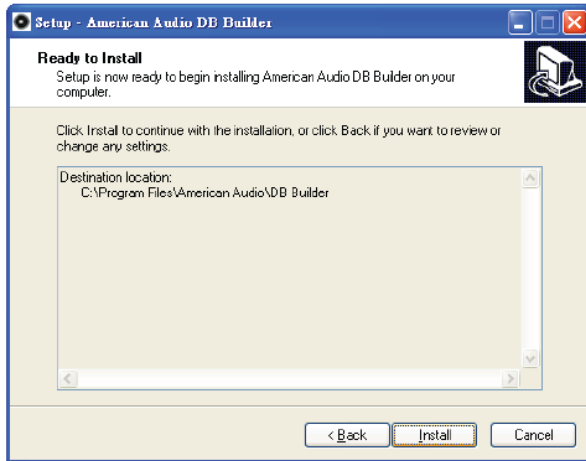 Setup - American Audio DB Builder
Ready to Install
Setup is now ready to begin installing American Audio DB Builder on your
computer.
Click Install to continue with the installation, or click Back if you want to review or
change any settings.
Destination location:
C:\Program Files\American Audio\DB Builder
< Back
Install
Cancel